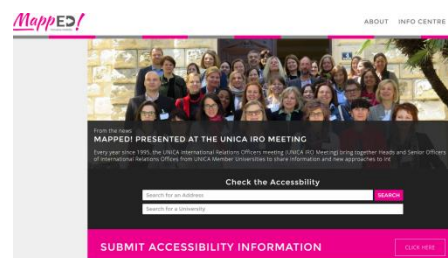 MappED!
ABOUT INFO CENTRE
From the news
MAPPED! PRESENTED AT THE UNICA IRO MEETING
Every year since 1995, the UNICA International Relations Officers meeting (UNICA IRO Meeting) bring together Heads and Senior Officers
of International Relations Offices from UNICA Member Universities to share information and new approaches to int
Check the Accessbility
Search for an Address
SEARCH
Search for a University
SUBMIT ACCESSIBILITY INFORMATION
CLICK HERE